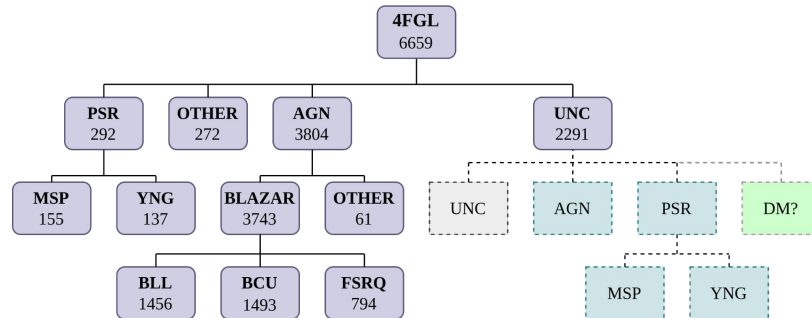 4FGL
6659
PSR
292
OTHER
272
AGN
3804
UNC
2291
MSP
155
YNG
137
BLAZAR
3743
OTHER
61
UNC
AGN
PSR
DM?
BLL
1456
BCU
1493
FSRQ
794
MSP
YNG